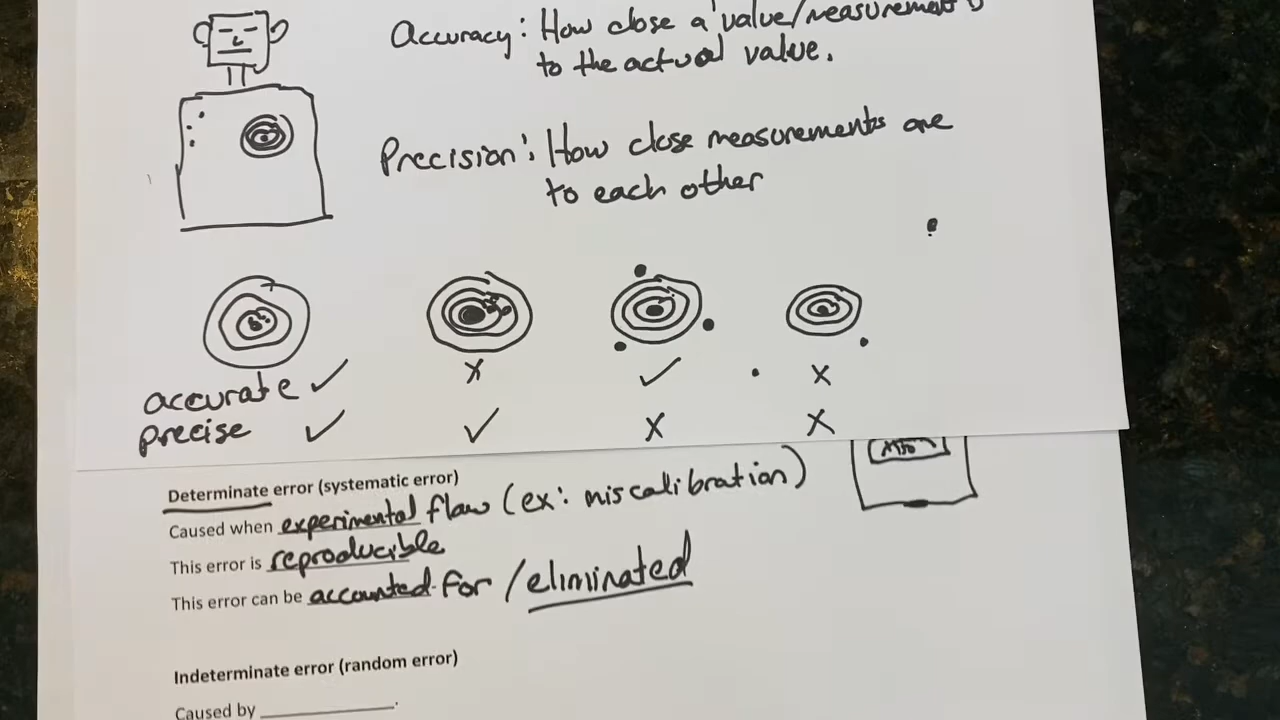 Accuracy: How close a value/measurement is
to the actual value.
Precision: How close measurements are
to each other
accurate ✓ x ✓ x
precise ✓ ✓ x x
Determinate error (systematic error)
Caused when experimental flaw (ex: miscalibration)
This error is reproducible
This error can be accounted for / eliminated
Indeterminate error (random error)
Caused by ____________.